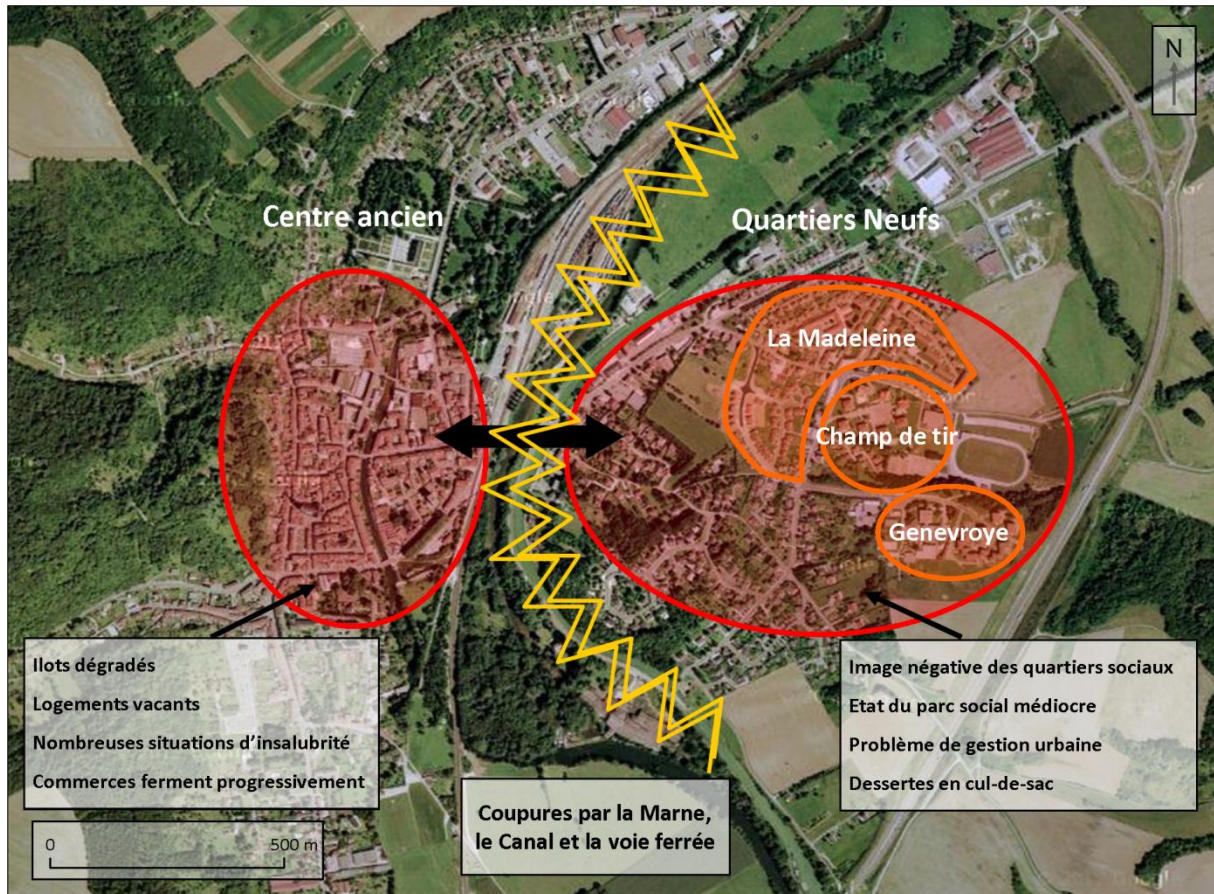 N
Centre ancien
Quartiers Neufs
La Madeleine
Champ de tir
Genevroye
Ilots dégradés
Logements vacants
Nombreuses situations d'insalubrité
Commerces ferment progressivement
Image négative des quartiers sociaux
Etat du parc social médiocre
Problème de gestion urbaine
Dessertes en cul-de-sac
Coupures par la Marne,
le Canal et la voie ferrée
0 500 m